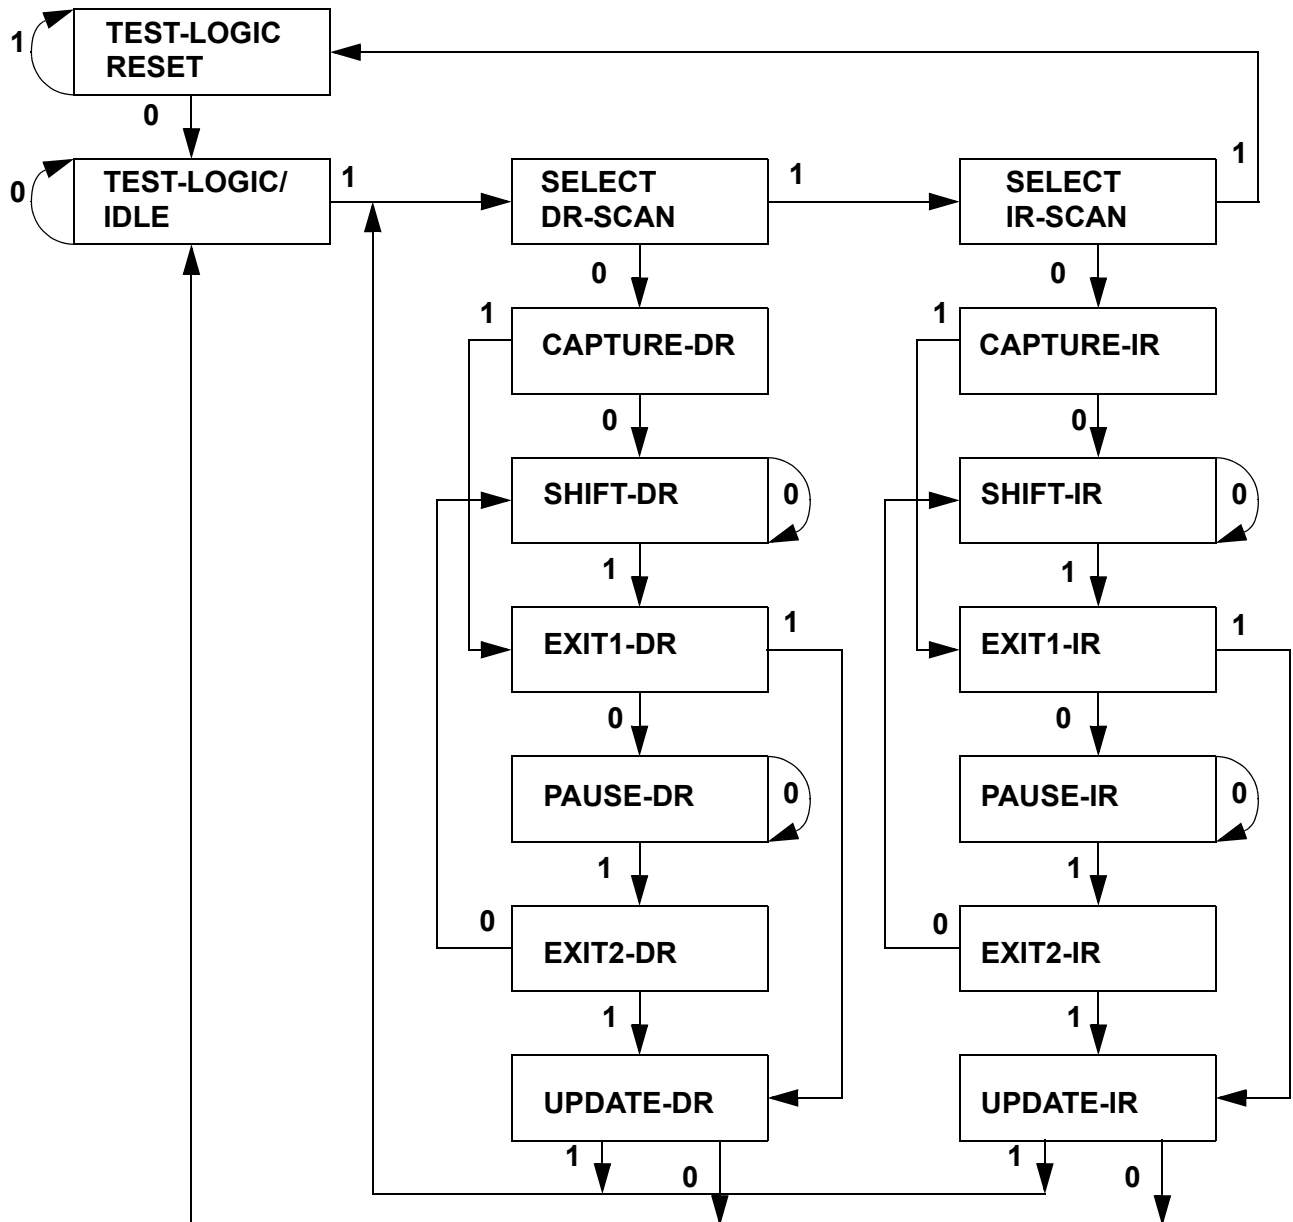 1
TEST-LOGIC
RESET
0
0
TEST-LOGIC/
IDLE
1
SELECT
DR-SCAN
1
SELECT
IR-SCAN
1
0
0
1
CAPTURE-DR
1
CAPTURE-IR
0
0
SHIFT-DR
0
SHIFT-IR
0
1
1
EXIT1-DR
1
EXIT1-IR
1
0
0
PAUSE-DR
0
PAUSE-IR
0
1
1
0
EXIT2-DR
0
EXIT2-IR
1
1
UPDATE-DR
UPDATE-IR
1
0
1
0